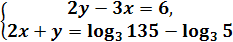 2y − 3x = 6,
2x + y = log₃ 135 − log₃ 5